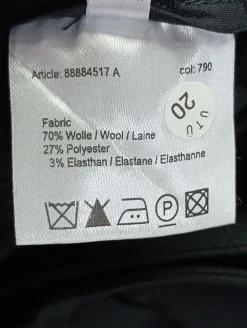 Article: 88884517 A col: 790
UTU
20
Fabric
70% Wolle / Wool / Laine
27% Polyester
3% Elasthan / Elastane / Elasthanne
P